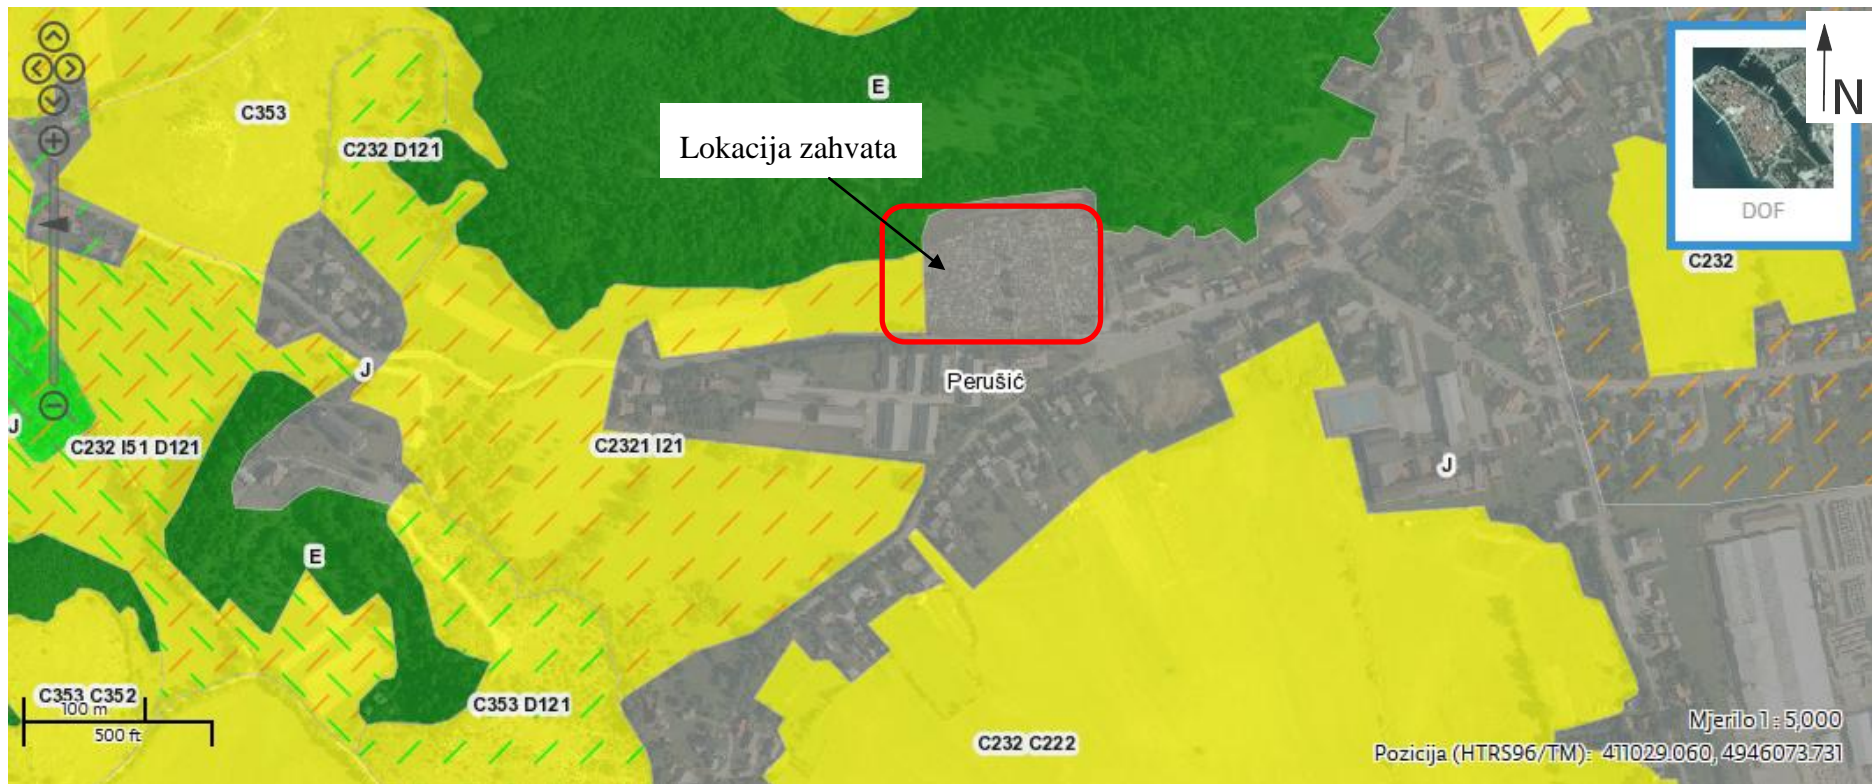 E
N
C353
Lokacija zahvata
C232 D121
DOF
C232
J
Perušić
J
C232 I51 D121
C2321 I21
J
E
C353 C352
100 m
500 ft
C353 D121
C232 C222
Mjerilo 1 : 5,000
Pozicija (HTRS96/TM): 411029.060, 4946073.731